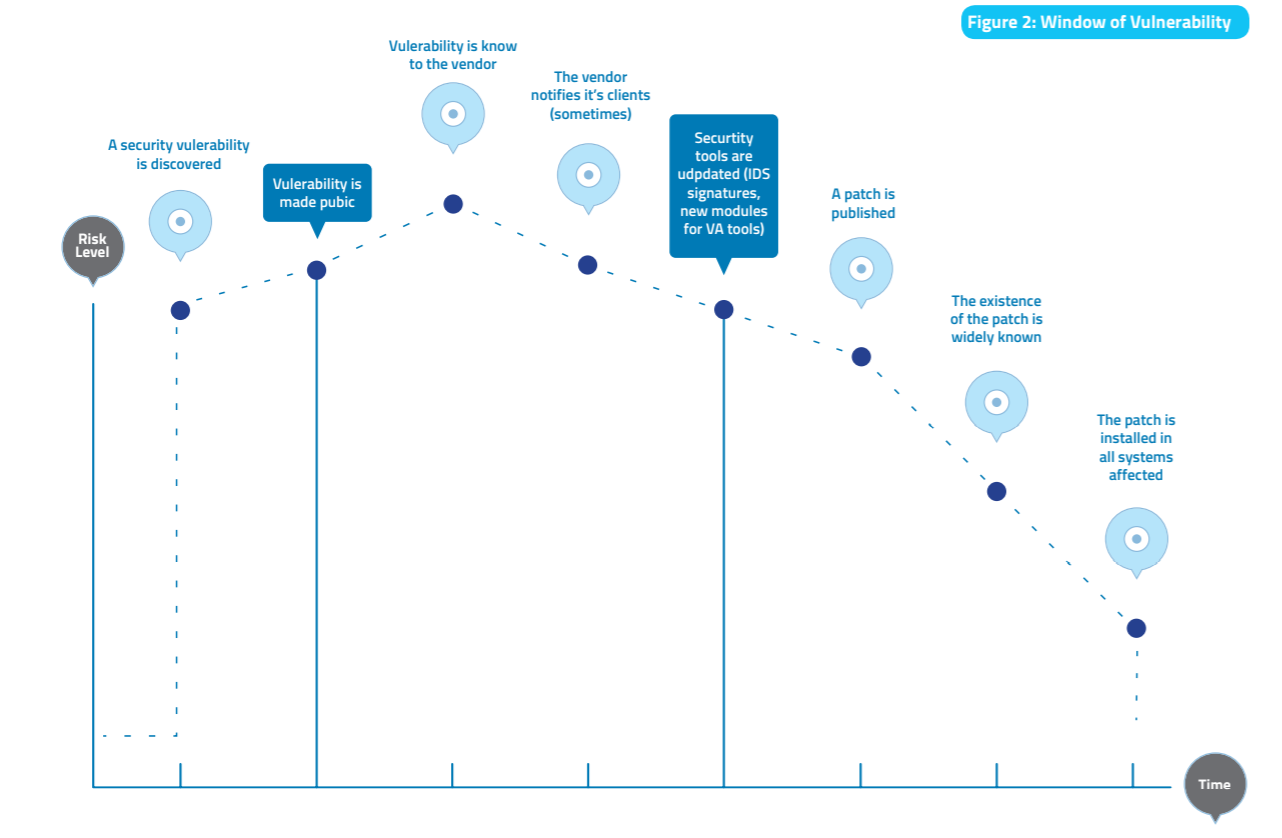 Figure 2: Window of Vulnerability
Vulerability is know
to the vendor
The vendor
notifies it's clients
(sometimes)
A security vulerability
is discovered
Vulerability is
made pubic
Securtity
tools are
udpdated (IDS
signatures,
new modules
for VA tools)
A patch is
published
Risk
Level
The existence
of the patch is
widely known
The patch is
installed in
all systems
affected
Time